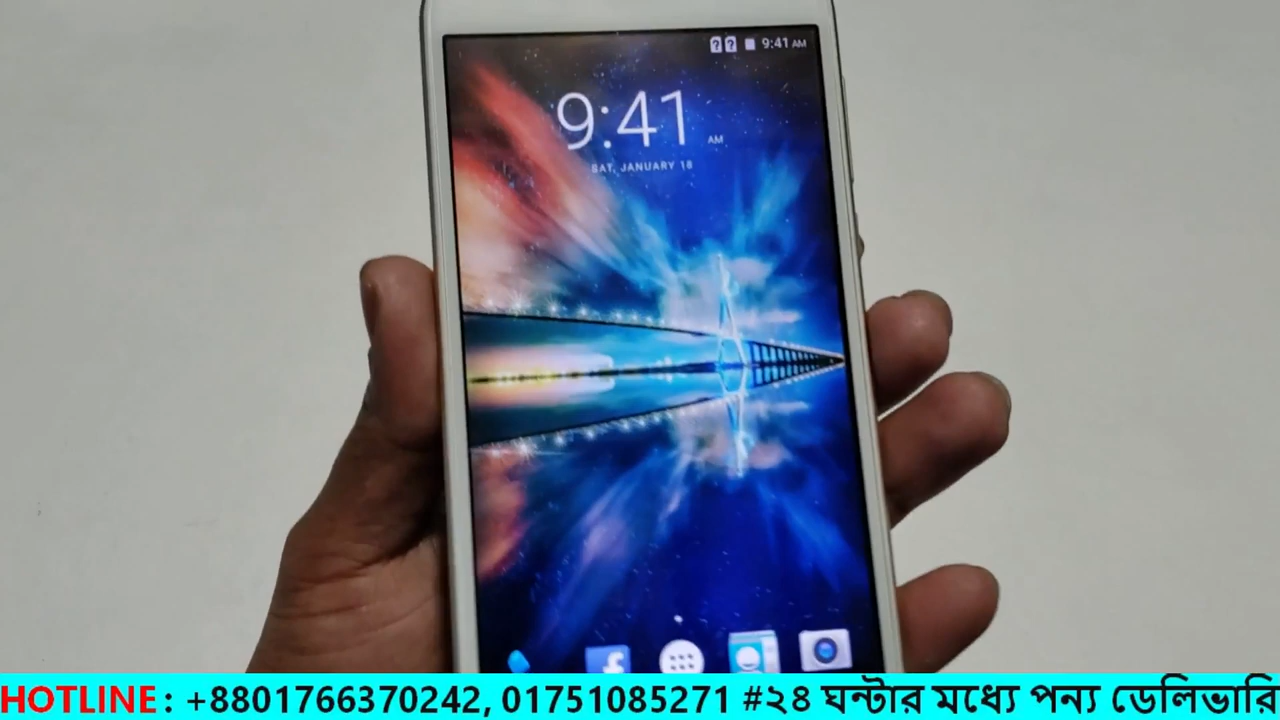 9:41 AM
9:41 AM
SAT, JANUARY 18
HOTLINE : +8801766370242, 01751085271 #২৪ ঘন্টার মধ্যে পন্য ডেলিভারি